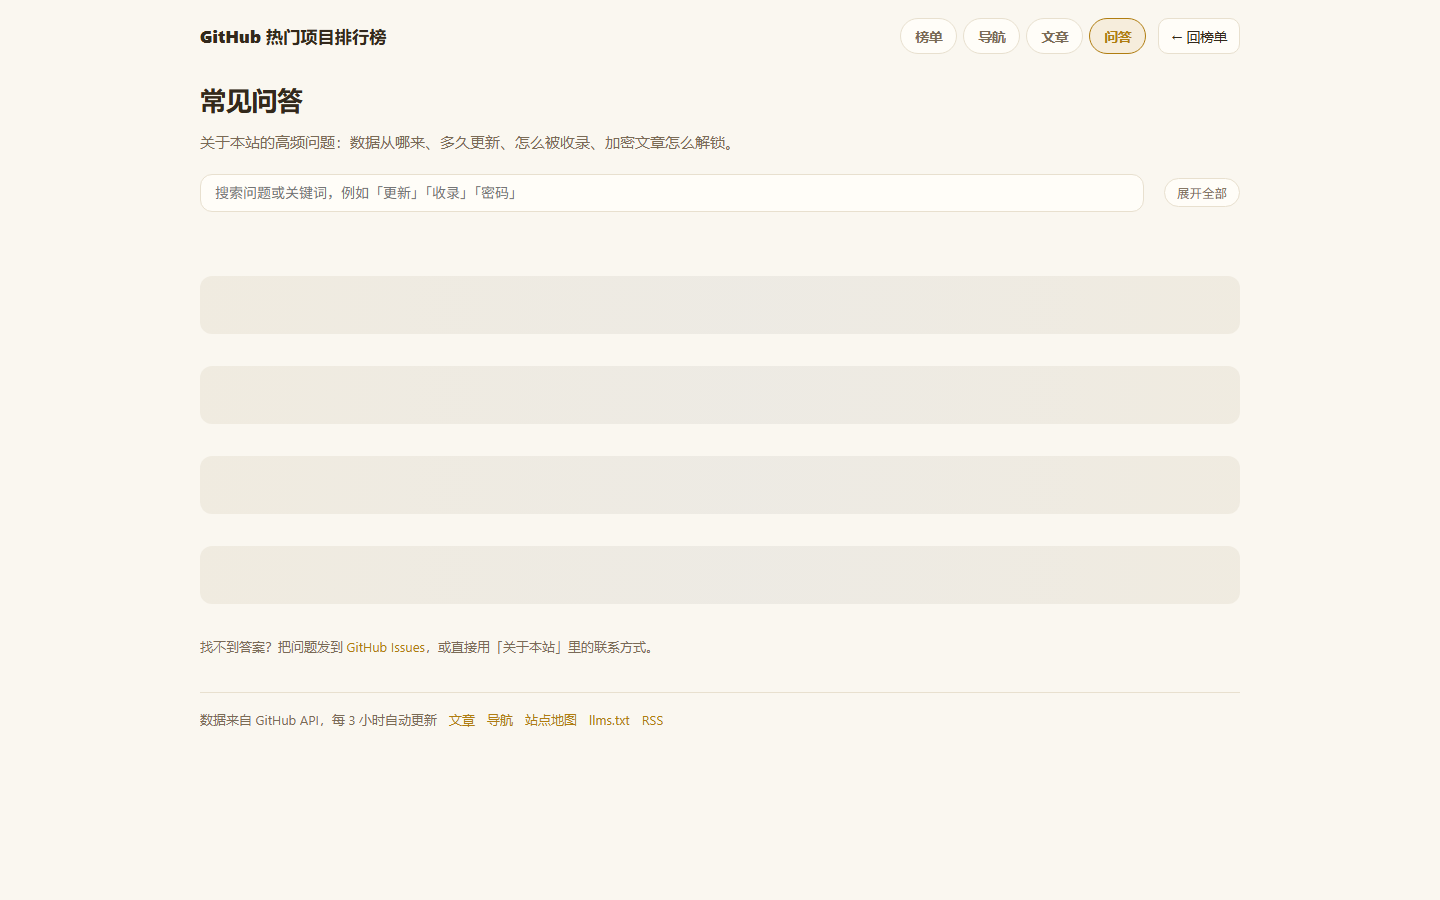 GitHub 热门项目排行榜
榜单 导航 文章 问答 ← 回榜单
常见问答
关于本站的高频问题：数据从哪来、多久更新、怎么被收录、加密文章怎么解锁。
搜索问题或关键词，例如「更新」「收录」「密码」
展开全部
找不到答案？把问题发到 GitHub Issues，或直接用「关于本站」里的联系方式。
数据来自 GitHub API，每 3 小时自动更新 文章 导航 站点地图 llms.txt RSS